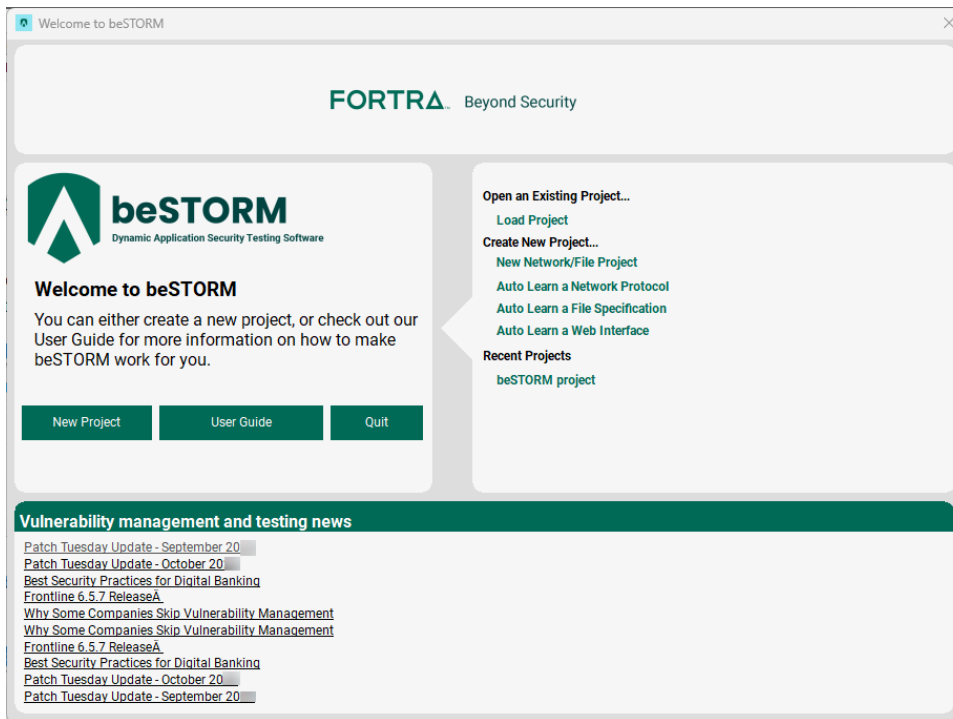 Welcome to beSTORM
FORTRA™ Beyond Security
beSTORM
Dynamic Application Security Testing Software
Welcome to beSTORM
You can either create a new project, or check out our
User Guide for more information on how to make
beSTORM work for you.
New Project
User Guide
Quit
Open an Existing Project...
Load Project
Create New Project...
New Network/File Project
Auto Learn a Network Protocol
Auto Learn a File Specification
Auto Learn a Web Interface
Recent Projects
beSTORM project
Vulnerability management and testing news
Patch Tuesday Update - September 20
Patch Tuesday Update - October 20
Best Security Practices for Digital Banking
Frontline 6.5.7 ReleaseÂ
Why Some Companies Skip Vulnerability Management
Why Some Companies Skip Vulnerability Management
Frontline 6.5.7 ReleaseÂ
Best Security Practices for Digital Banking
Patch Tuesday Update - October 20
Patch Tuesday Update - September 20